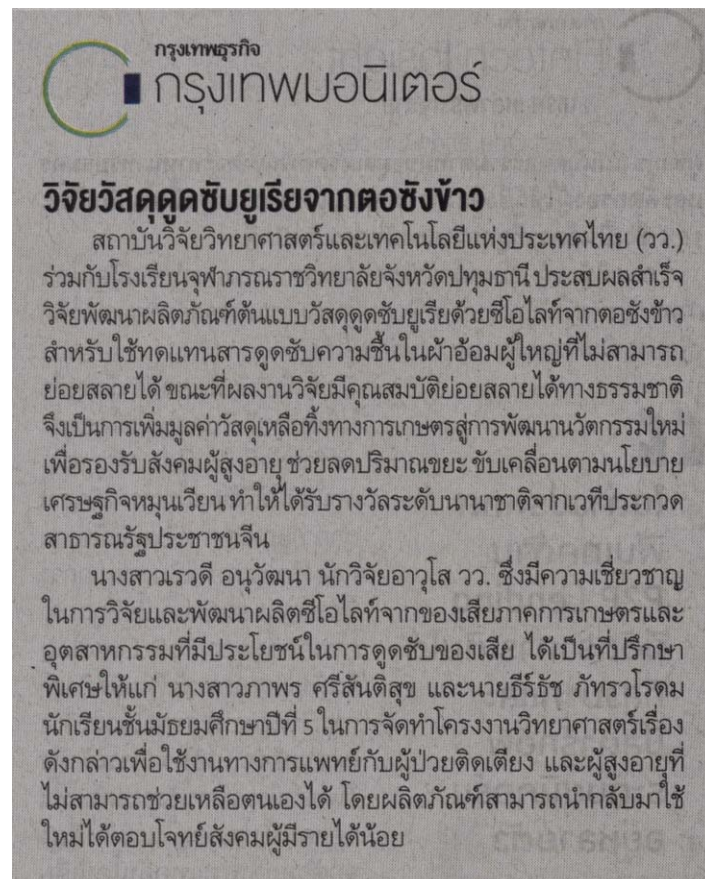 กรุงเทพธุรกิจ
กรุงเทพมอนิเตอร์
วิจัยวัสดุดูดซับยูเรียจากตอซังข้าว
สถาบันวิจัยวิทยาศาสตร์และเทคโนโลยีแห่งประเทศไทย (วว.)
ร่วมกับโรงเรียนจุฬาภรณราชวิทยาลัยจังหวัดปทุมธานี ประสบผลสำเร็จ
วิจัยพัฒนาผลิตภัณฑ์ต้นแบบวัสดุดูดซับยูเรียด้วยซีโอไลท์จากตอซังข้าว
สำหรับใช้ทดแทนสารดูดซับความชื้นในผ้าอ้อมผู้ใหญ่ที่ไม่สามารถ
ย่อยสลายได้ ขณะที่ผลงานวิจัยมีคุณสมบัติย่อยสลายได้ทางธรรมชาติ
จึงเป็นการเพิ่มมูลค่าวัสดุเหลือทิ้งทางการเกษตรสู่การพัฒนานวัตกรรมใหม่
เพื่อรองรับสังคมผู้สูงอายุ ช่วยลดปริมาณขยะ ขับเคลื่อนตามนโยบาย
เศรษฐกิจหมุนเวียน ทำให้ได้รับรางวัลระดับนานาชาติจากเวทีประกวด
สาธารณรัฐประชาชนจีน
นางสาวเรวดี อนุวัฒนา นักวิจัยอาวุโส วว. ซึ่งมีความเชี่ยวชาญ
ในการวิจัยและพัฒนาผลิตซีโอไลท์จากของเสียภาคการเกษตรและ
อุตสาหกรรมที่มีประโยชน์ในการดูดซับของเสีย ได้เป็นที่ปรึกษา
พิเศษให้แก่ นางสาวภาพร ศรีสันติสุข และนายธีร์ธัช ภัทรวโรดม
นักเรียนชั้นมัธยมศึกษาปีที่ 5 ในการจัดทำโครงงานวิทยาศาสตร์เรื่อง
ดังกล่าวเพื่อใช้งานทางการแพทย์กับผู้ป่วยติดเตียง และผู้สูงอายุที่
ไม่สามารถช่วยเหลือตนเองได้ โดยผลิตภัณฑ์สามารถนำกลับมาใช้
ใหม่ได้ตอบโจทย์สังคมผู้มีรายได้น้อย